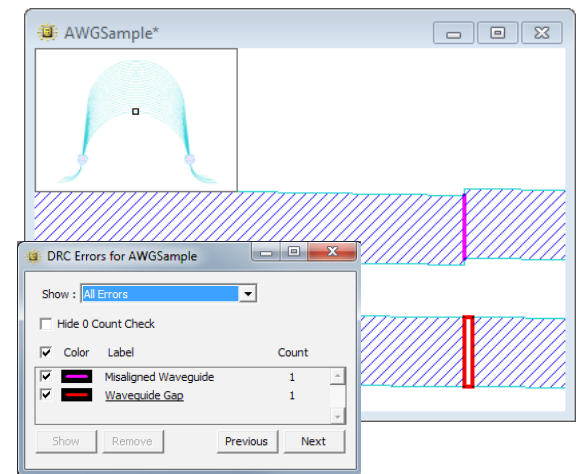 AWGSample*
DRC Errors for AWGSample
Show : All Errors
Hide 0 Count Check
Color Label Count
Misaligned Waveguide 1
Waveguide Gap 1
Show Remove Previous Next